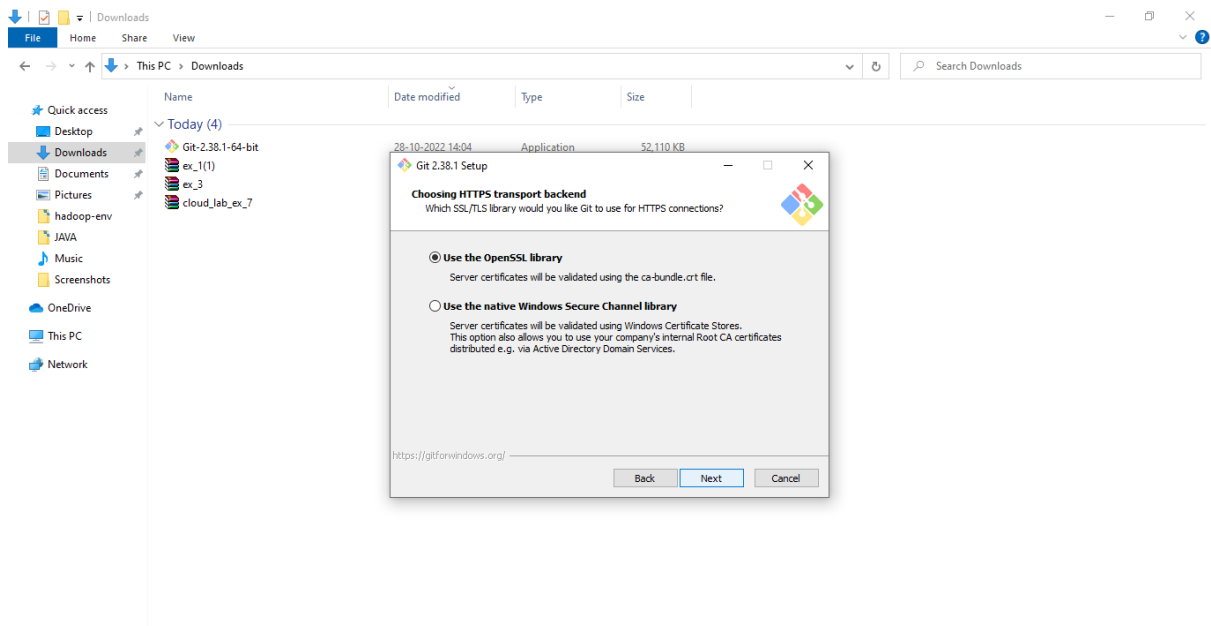 Downloads
File Home Share View
This PC > Downloads
Search Downloads
Name Date modified Type Size
Quick access
Desktop
Downloads
Documents
Pictures
hadoop-env
JAVA
Music
Screenshots
OneDrive
This PC
Network
Today (4)
Git-2.38.1-64-bit 28-10-2022 14:04 Application 52,110 KB
ex_1(1)
ex_3
cloud_lab_ex_7
Git 2.38.1 Setup
Choosing HTTPS transport backend
Which SSL/TLS library would you like Git to use for HTTPS connections?
Use the OpenSSL library
Server certificates will be validated using the ca-bundle.crt file.
Use the native Windows Secure Channel library
Server certificates will be validated using Windows Certificate Stores.
This option also allows you to use your company's internal Root CA certificates
distributed e.g. via Active Directory Domain Services.
https://gitforwindows.org/
Back Next Cancel